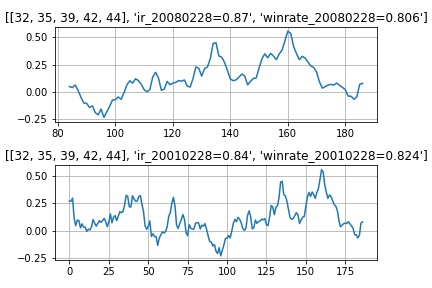 [[32, 35, 39, 42, 44], 'ir_20080228=0.87', 'winrate_20080228=0.806']
0.50
0.25
0.00
−0.25
80 100 120 140 160 180
[[32, 35, 39, 42, 44], 'ir_20010228=0.84', 'winrate_20010228=0.824']
0.50
0.25
0.00
−0.25
0 25 50 75 100 125 150 175